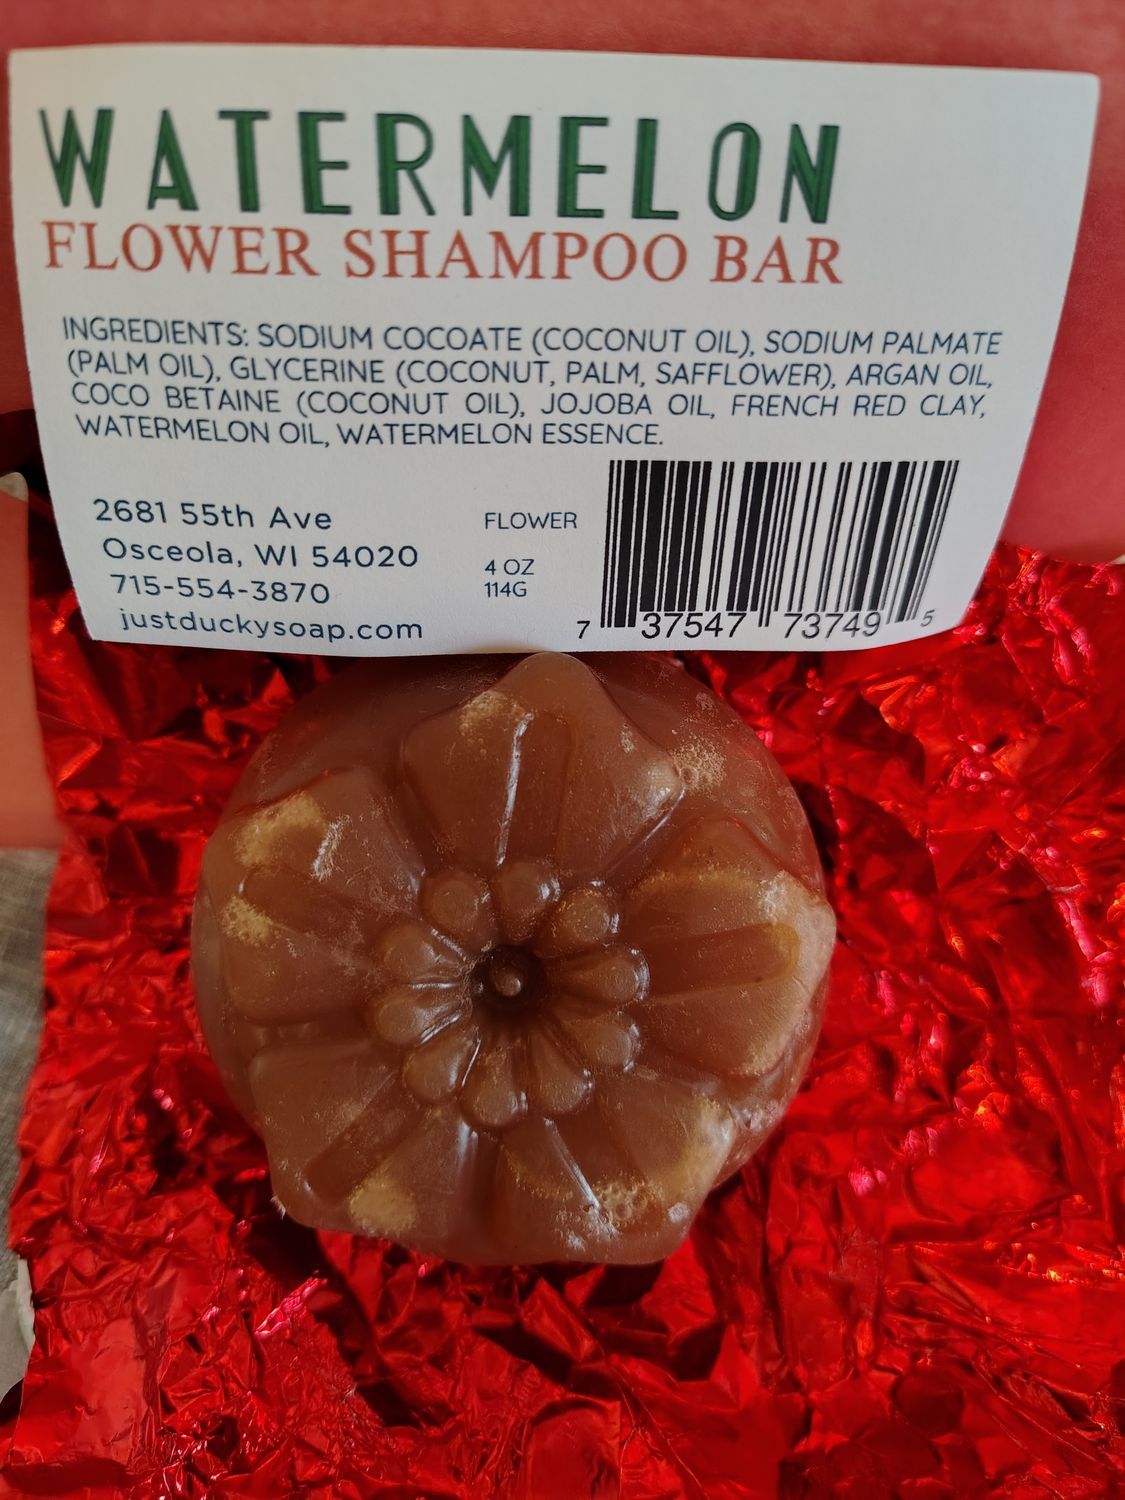 WATERMELON
FLOWER SHAMPOO BAR
INGREDIENTS: SODIUM COCOATE (COCONUT OIL), SODIUM PALMATE
(PALM OIL), GLYCERINE (COCONUT, PALM, SAFFLOWER), ARGAN OIL,
COCO BETAINE (COCONUT OIL), JOJOBA OIL, FRENCH RED CLAY,
WATERMELON OIL, WATERMELON ESSENCE.
2681 55th Ave
Osceola, WI 54020
715-554-3870
justduckysoap.com
FLOWER
4 OZ
114G
7 37547 73749 5